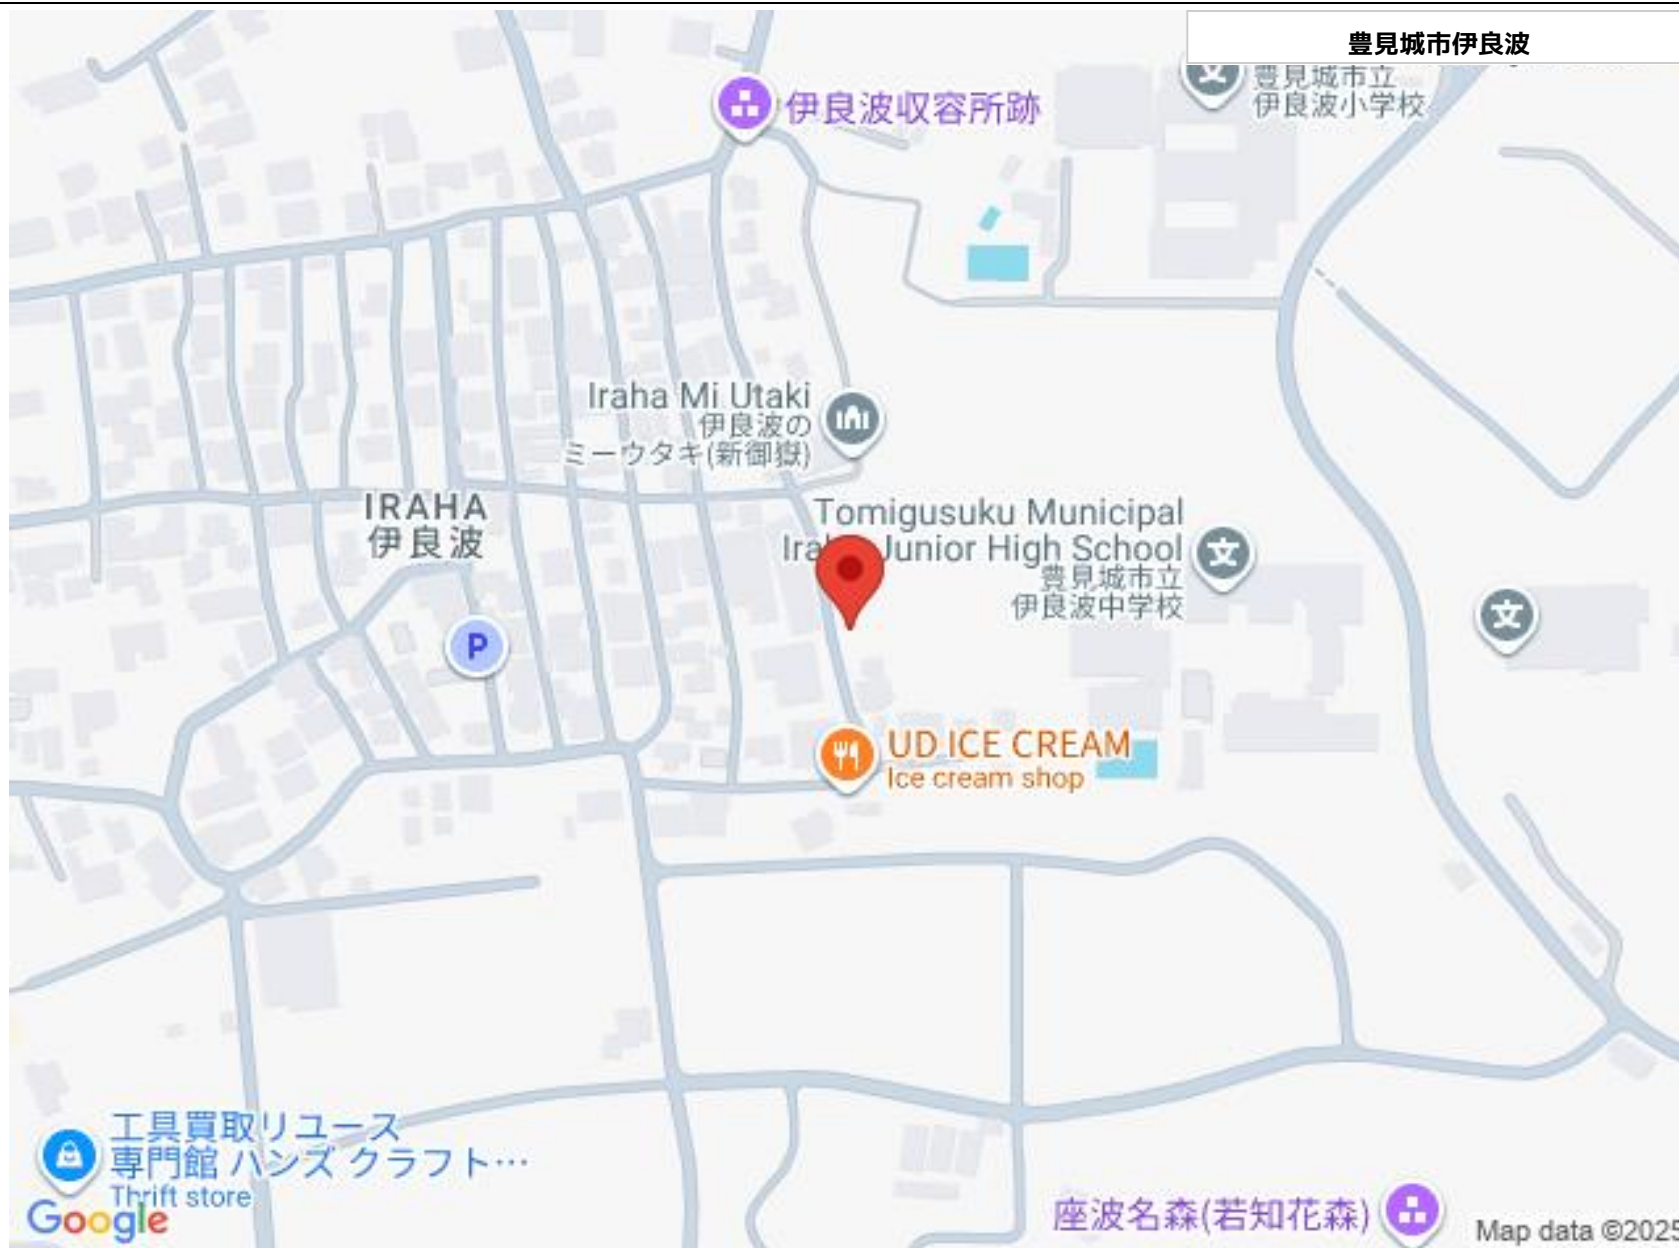 豊見城市伊良波
豊見城市立
伊良波小学校
伊良波収容所跡
Iraha Mi Utaki
伊良波の
ミーウタキ(新御嶽)
IRAHA
伊良波
Tomigusuku Municipal
Ira Junior High School
豊見城市立
伊良波中学校
文
文
文
P
UD ICE CREAM
Ice cream shop
工具買取リユース
専門館 ハンズ クラフト…
Thrift store
Google
座波名森(若知花森)
Map data ©2025